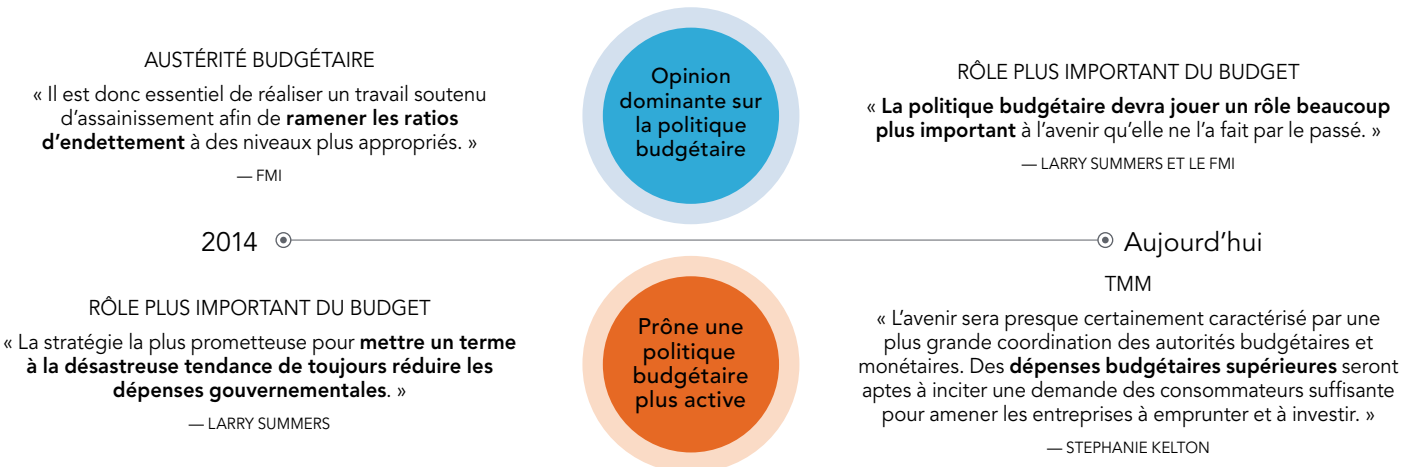 AUSTÉRITÉ BUDGÉTAIRE
« Il est donc essentiel de réaliser un travail soutenu
d'assainissement afin de ramener les ratios
d'endettement à des niveaux plus appropriés. »
— FMI
Opinion
dominante sur
la politique
budgétaire
RÔLE PLUS IMPORTANT DU BUDGET
« La politique budgétaire devra jouer un rôle beaucoup
plus important à l'avenir qu'elle ne l'a fait par le passé. »
— LARRY SUMMERS ET LE FMI
2014
Aujourd'hui
RÔLE PLUS IMPORTANT DU BUDGET
« La stratégie la plus prometteuse pour mettre un terme
à la désastreuse tendance de toujours réduire les
dépenses gouvernementales. »
— LARRY SUMMERS
Prône une
politique
budgétaire
plus active
TMM
« L'avenir sera presque certainement caractérisé par une
plus grande coordination des autorités budgétaires et
monétaires. Des dépenses budgétaires supérieures seront
aptes à inciter une demande des consommateurs suffisante
pour amener les entreprises à emprunter et à investir. »
— STEPHANIE KELTON